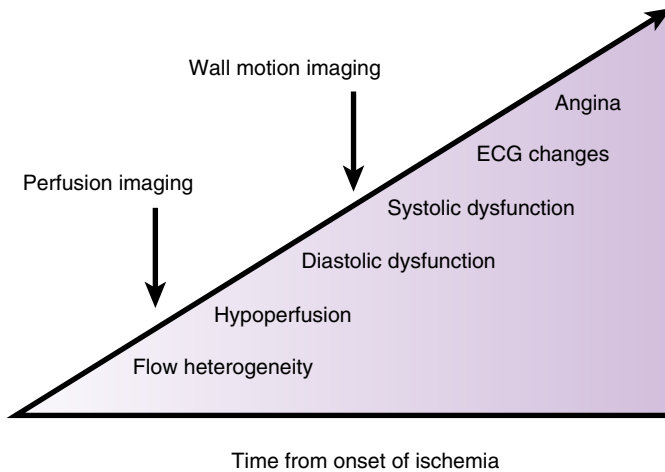 Wall motion imaging
Angina
ECG changes
Perfusion imaging
Systolic dysfunction
Diastolic dysfunction
Hypoperfusion
Flow heterogeneity
Time from onset of ischemia